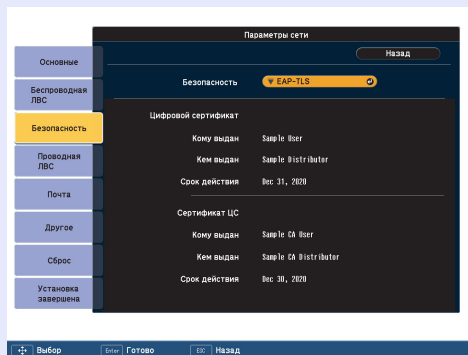 Параметры сети
Назад
Основные
Беспроводная
ЛВС
Безопасность
Проводная
ЛВС
Почта
Другое
Сброс
Установка
завершена
Безопасность EAP-TLS
Цифровой сертификат
Кому выдан Sample User
Кем выдан Sample Distributor
Срок действия Dec 31, 2020
Сертификат ЦС
Кому выдан Sample CA User
Кем выдан Sample CA Distributor
Срок действия Dec 30, 2020
Выбор Enter Готово ESC Назад